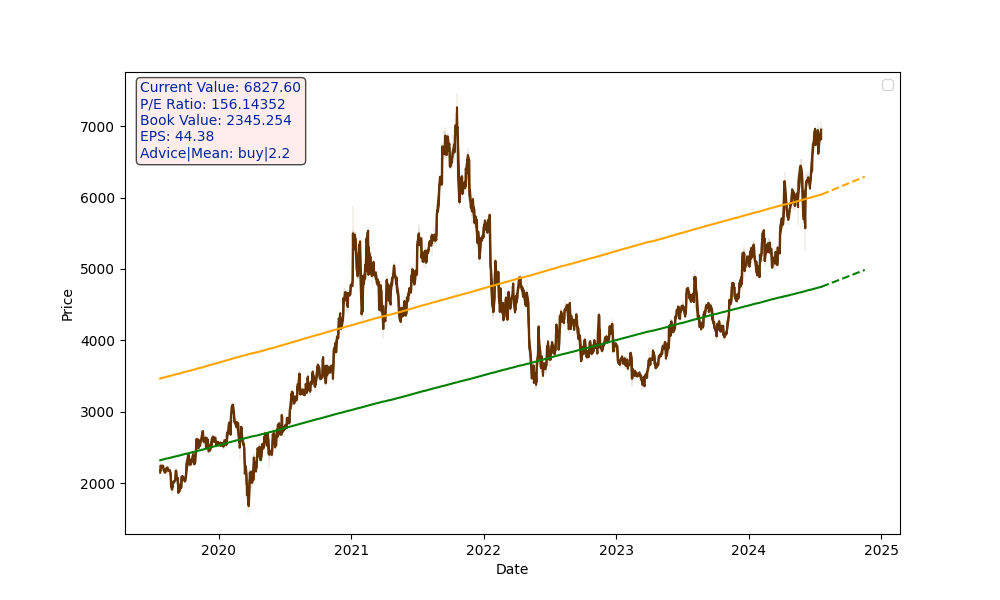 Current Value: 6827.60
P/E Ratio: 156.14352
Book Value: 2345.254
EPS: 44.38
Advice|Mean: buy|2.2
7000
6000
5000
4000
3000
2000
Price
2020 2021 2022 2023 2024 2025
Date